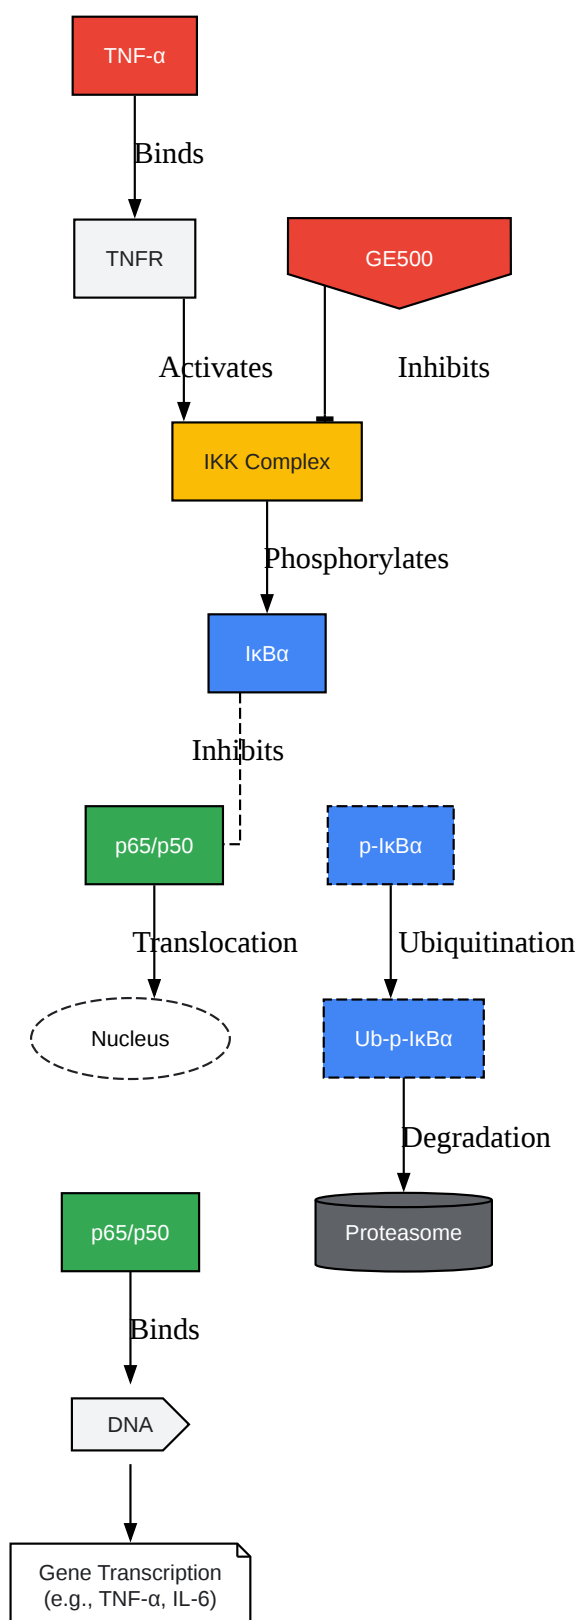 TNF-α
Binds
TNFR
GE500
Activates
Inhibits
IKK Complex
Phosphorylates
IκBα
Inhibits
p65/p50
p-IκBα
Translocation
Ubiquitination
Nucleus
Ub-p-IκBα
Degradation
p65/p50
Proteasome
Binds
DNA
Gene Transcription
(e.g., TNF-α, IL-6)